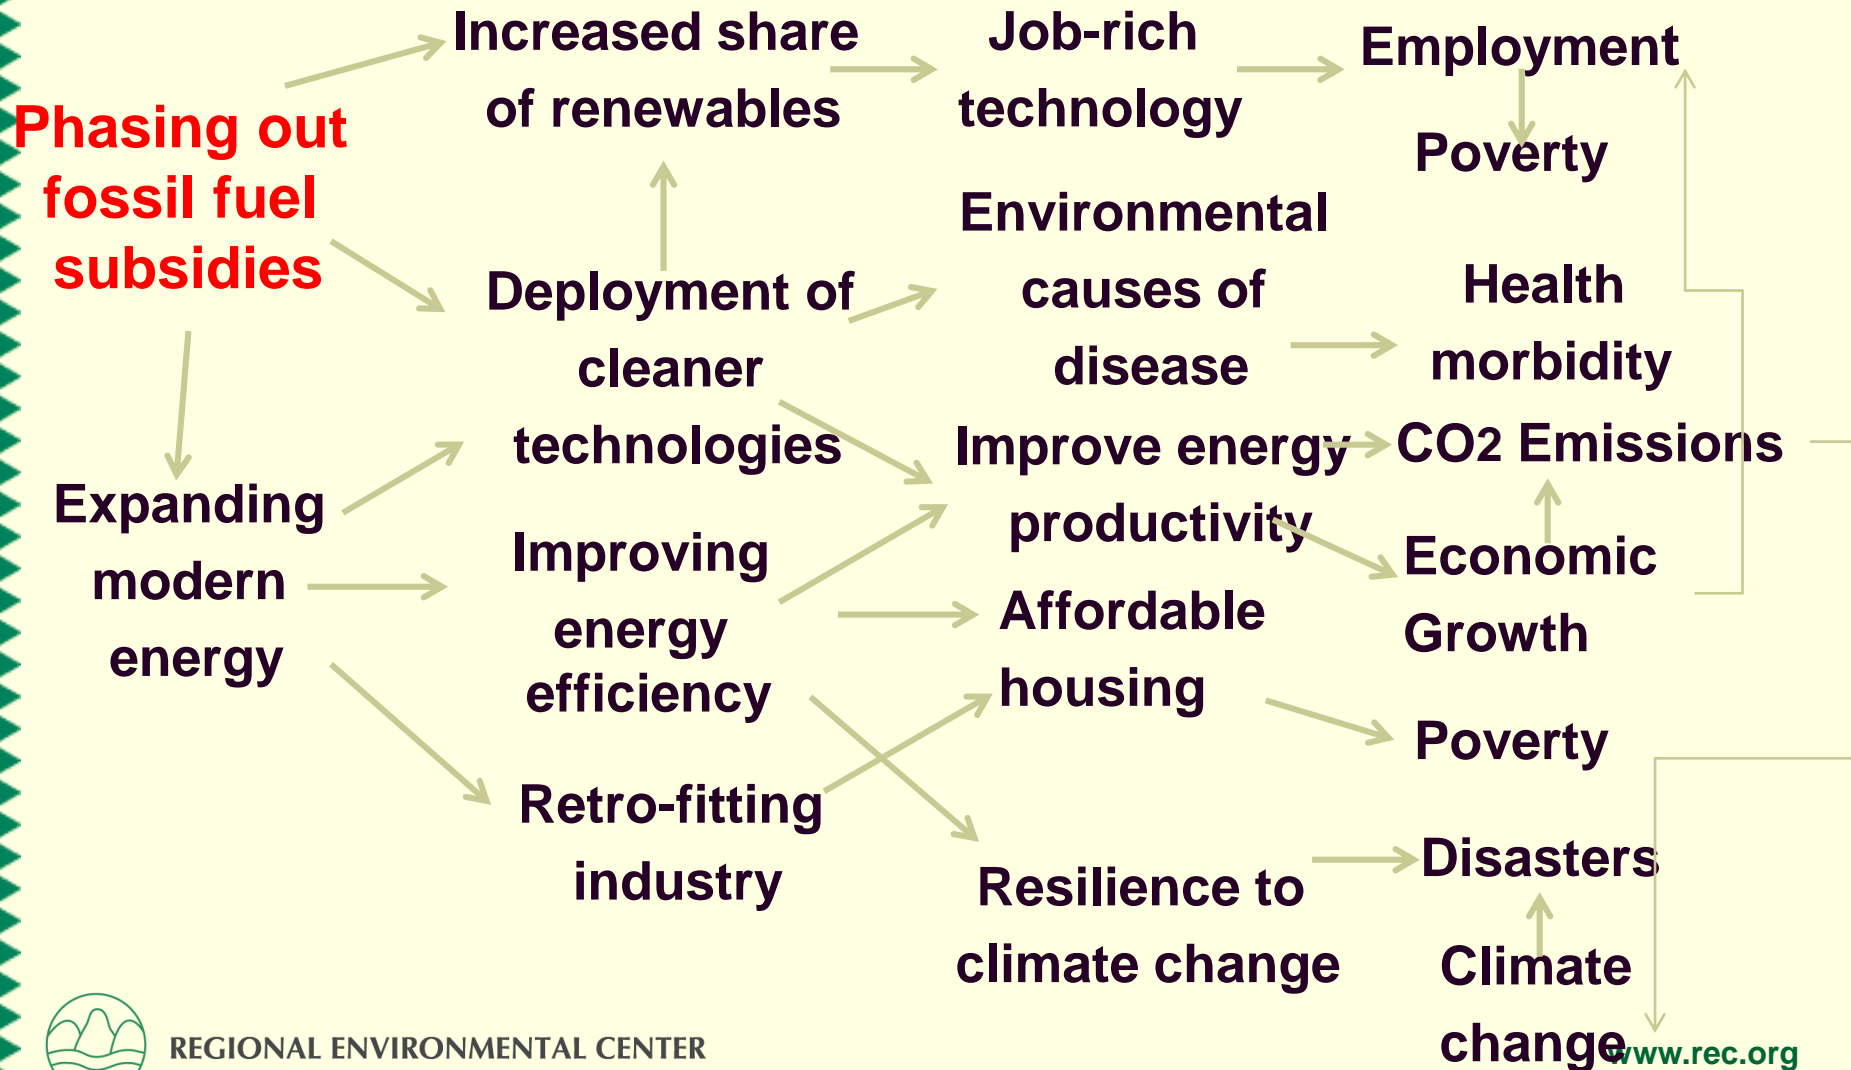 Phasing out
fossil fuel
subsidies
Expanding
modern
energy
Increased share
of renewables
Deployment of
cleaner
technologies
Improving
energy
efficiency
Retro-fitting
industry
Job-rich
technology
Environmental
causes of
disease
Improve energy
productivity
Affordable
housing
Resilience to
climate change
Employment
Poverty
Health
morbidity
CO2 Emissions
Economic
Growth
Poverty
Disasters
Climate
change
REGIONAL ENVIRONMENTAL CENTER
www.rec.org